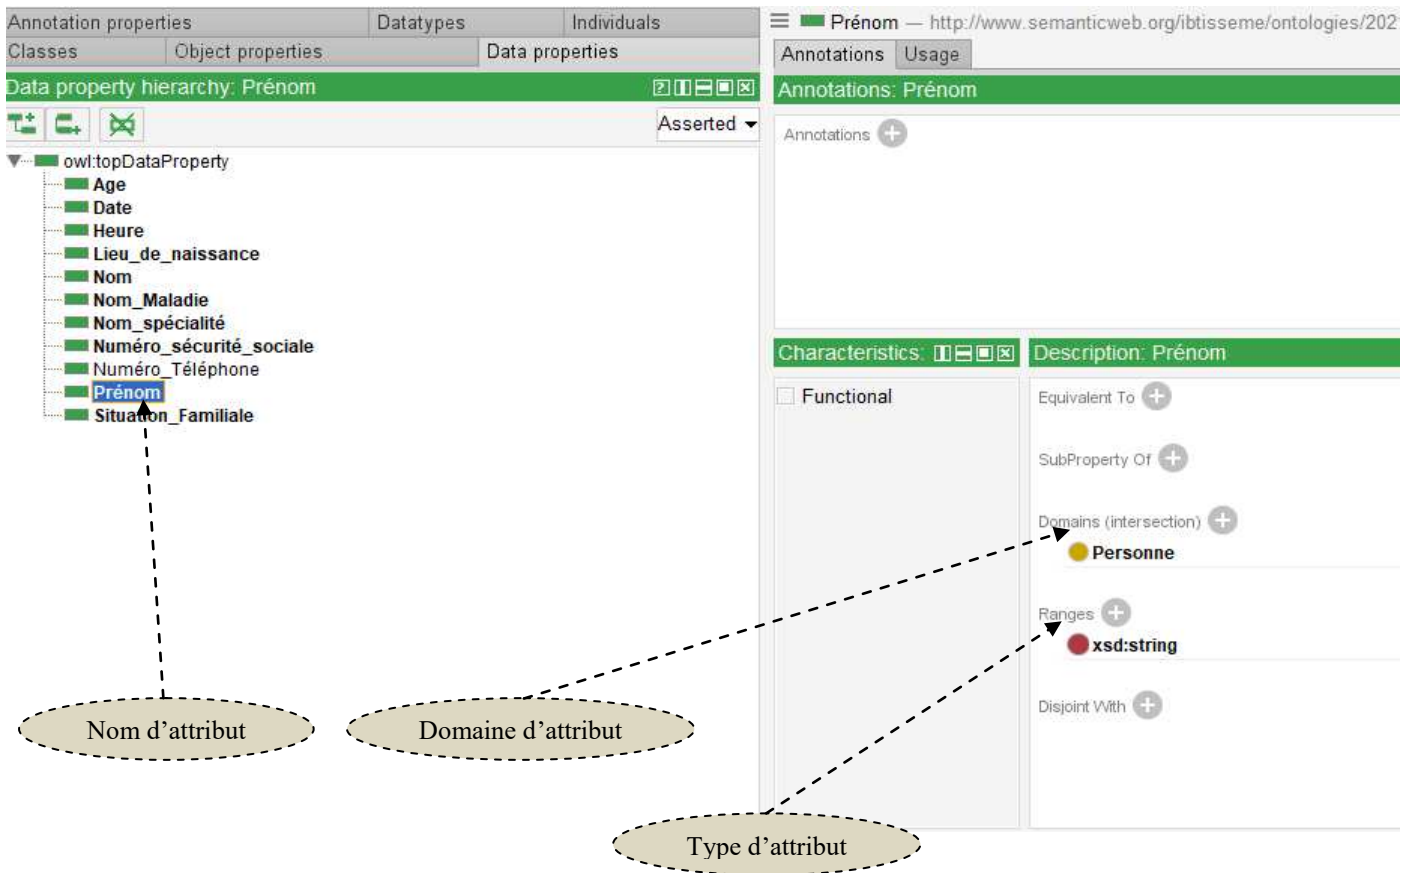 Annotation properties Datatypes Individuals
Classes Object properties Data properties
Data property hierarchy: Prénom
Asserted
owl:topDataProperty
Age
Date
Heure
Lieu_de_naissance
Nom
Nom_Maladie
Nom_spécialité
Numéro_sécurité_sociale
Numéro_Téléphone
Prénom
Situation_Familiale
Prénom — http://www.semanticweb.org/ibtisseme/ontologies/202
Annotations Usage
Annotations: Prénom
Annotations
Characteristics:
Functional
Description: Prénom
Equivalent To
SubProperty Of
Domains (intersection)
Personne
Ranges
xsd:string
Disjoint With
Nom d’attribut
Domaine d’attribut
Type d’attribut